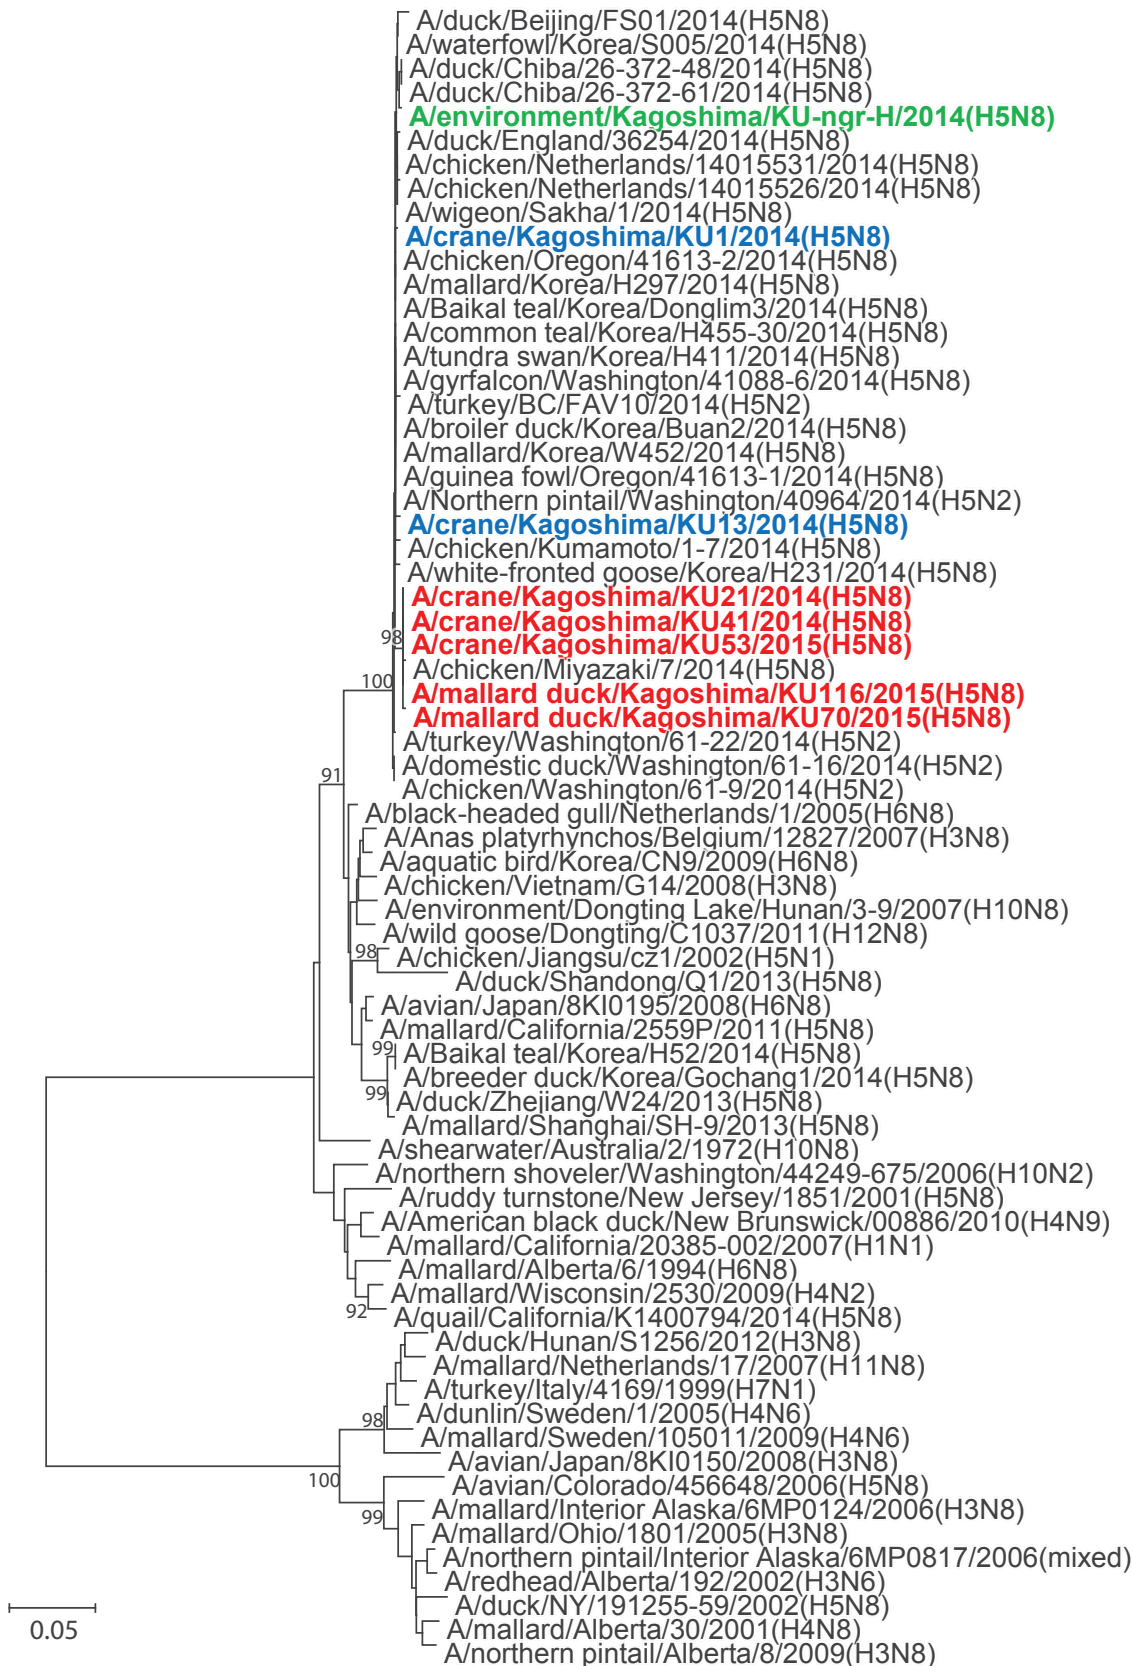 A/duck/Beijing/FS01/2014(H5N8)
A/waterfowl/Korea/S005/2014(H5N8)
A/duck/Chiba/26-372-48/2014(H5N8)
A/duck/Chiba/26-372-61/2014(H5N8)
A/environment/Kagoshima/KU-ngr-H/2014(H5N8)
A/duck/England/36254/2014(H5N8)
A/chicken/Netherlands/14015531/2014(H5N8)
A/chicken/Netherlands/14015526/2014(H5N8)
A/wigeon/Sakha/1/2014(H5N8)
A/crane/Kagoshima/KU1/2014(H5N8)
A/chicken/Oregon/41613-2/2014(H5N8)
A/mallard/Korea/H297/2014(H5N8)
A/Baikal teal/Korea/Donglim3/2014(H5N8)
A/common teal/Korea/H455-30/2014(H5N8)
A/tundra swan/Korea/H411/2014(H5N8)
A/gyrfalcon/Washington/41088-6/2014(H5N8)
A/turkey/BC/FAV10/2014(H5N2)
A/broiler duck/Korea/Buan2/2014(H5N8)
A/mallard/Korea/W452/2014(H5N8)
A/guinea fowl/Oregon/41613-1/2014(H5N8)
A/Northern pintail/Washington/40964/2014(H5N2)
A/crane/Kagoshima/KU13/2014(H5N8)
A/chicken/Kumamoto/1-7/2014(H5N8)
A/white-fronted goose/Korea/H231/2014(H5N8)
A/crane/Kagoshima/KU21/2014(H5N8)
A/crane/Kagoshima/KU41/2014(H5N8)
98 A/crane/Kagoshima/KU53/2015(H5N8)
A/chicken/Miyazaki/7/2014(H5N8)
100 A/mallard duck/Kagoshima/KU116/2015(H5N8)
A/mallard duck/Kagoshima/KU70/2015(H5N8)
A/turkey/Washington/61-22/2014(H5N2)
A/domestic duck/Washington/61-16/2014(H5N2)
91 A/chicken/Washington/61-9/2014(H5N2)
A/black-headed gull/Netherlands/1/2005(H6N8)
A/Anas platyrhynchos/Belgium/12827/2007(H3N8)
A/aquatic bird/Korea/CN9/2009(H6N8)
A/chicken/Vietnam/G14/2008(H3N8)
A/environment/Dongting Lake/Hunan/3-9/2007(H10N8)
A/wild goose/Dongting/C1037/2011(H12N8)
98 A/chicken/Jiangsu/cz1/2002(H5N1)
A/duck/Shandong/Q1/2013(H5N8)
A/avian/Japan/8KI0195/2008(H6N8)
A/mallard/California/2559P/2011(H5N8)
99 A/Baikal teal/Korea/H52/2014(H5N8)
A/breeder duck/Korea/Gochang1/2014(H5N8)
99 A/duck/Zhejiang/W24/2013(H5N8)
A/mallard/Shanghai/SH-9/2013(H5N8)
A/shearwater/Australia/2/1972(H10N8)
A/northern shoveler/Washington/44249-675/2006(H10N2)
A/ruddy turnstone/New Jersey/1851/2001(H5N8)
A/American black duck/New Brunswick/00886/2010(H4N9)
A/mallard/California/20385-002/2007(H1N1)
A/mallard/Alberta/6/1994(H6N8)
A/mallard/Wisconsin/2530/2009(H4N2)
92 A/quail/California/K1400794/2014(H5N8)
A/duck/Hunan/S1256/2012(H3N8)
A/mallard/Netherlands/17/2007(H11N8)
A/turkey/Italy/4169/1999(H7N1)
A/dunlin/Sweden/1/2005(H4N6)
98 A/mallard/Sweden/105011/2009(H4N6)
A/avian/Japan/8KI0150/2008(H3N8)
100 A/avian/Colorado/456648/2006(H5N8)
A/mallard/Interior Alaska/6MP0124/2006(H3N8)
99 A/mallard/Ohio/1801/2005(H3N8)
A/northern pintail/Interior Alaska/6MP0817/2006(mixed)
A/redhead/Alberta/192/2002(H3N6)
A/duck/NY/191255-59/2002(H5N8)
0.05 A/mallard/Alberta/30/2001(H4N8)
A/northern pintail/Alberta/8/2009(H3N8)